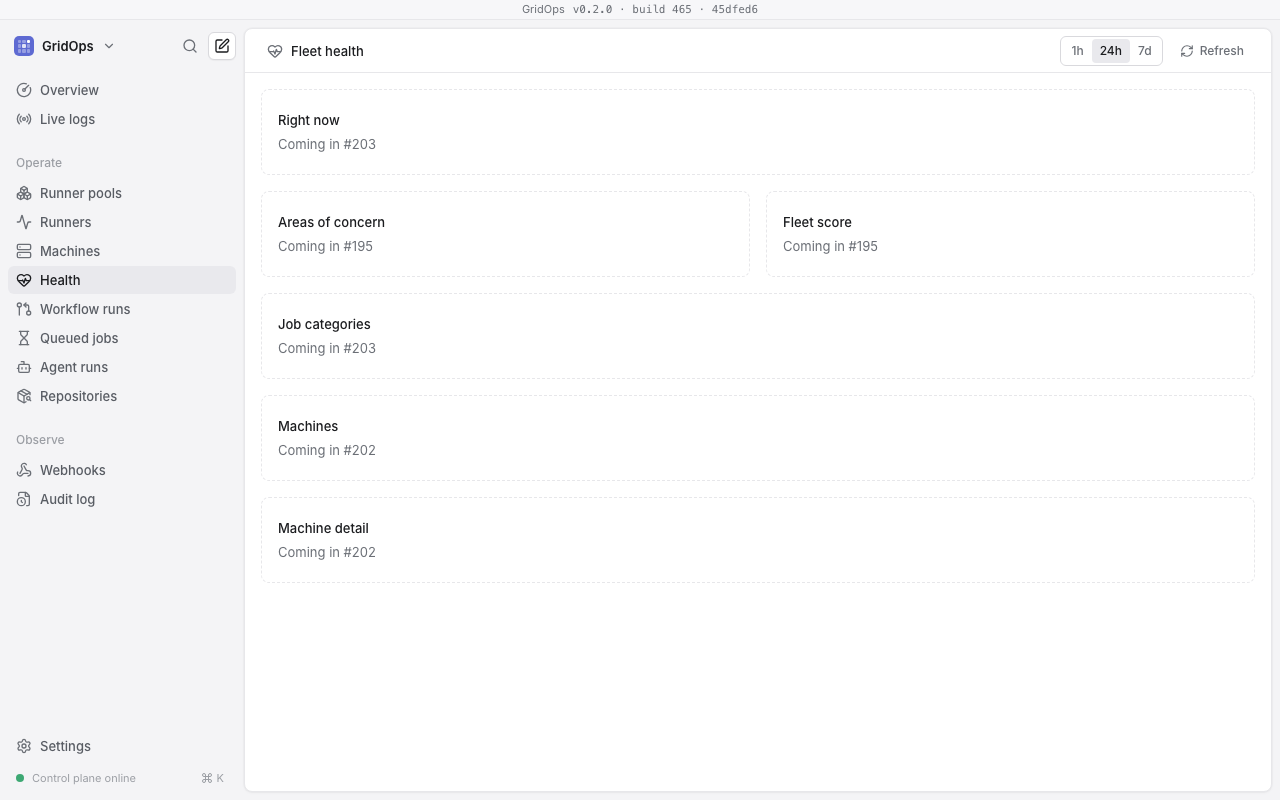 GridOps v0.2.0 · build 465 · 45dfed6
GridOps
Fleet health
1h
24h
7d
Refresh
Overview
Live logs
Operate
Runner pools
Runners
Machines
Health
Workflow runs
Queued jobs
Agent runs
Repositories
Observe
Webhooks
Audit log
Settings
Control plane online
⌘ K
Right now
Coming in #203
Areas of concern
Coming in #195
Fleet score
Coming in #195
Job categories
Coming in #203
Machines
Coming in #202
Machine detail
Coming in #202